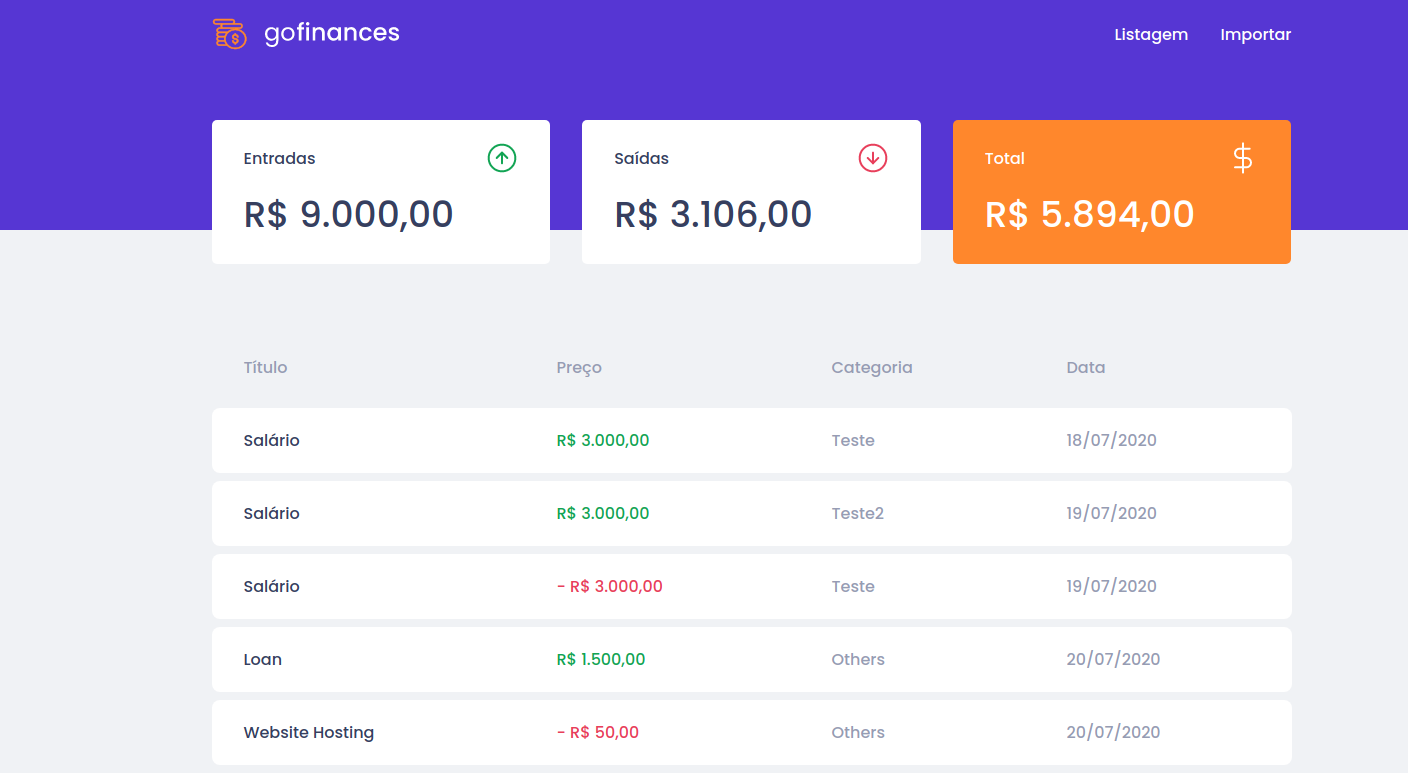 gofinances
Listagem Importar
Entradas
R$ 9.000,00
Saídas
R$ 3.106,00
Total
$
R$ 5.894,00
Título Preço Categoria Data
Salário R$ 3.000,00 Teste 18/07/2020
Salário R$ 3.000,00 Teste2 19/07/2020
Salário - R$ 3.000,00 Teste 19/07/2020
Loan R$ 1.500,00 Others 20/07/2020
Website Hosting - R$ 50,00 Others 20/07/2020